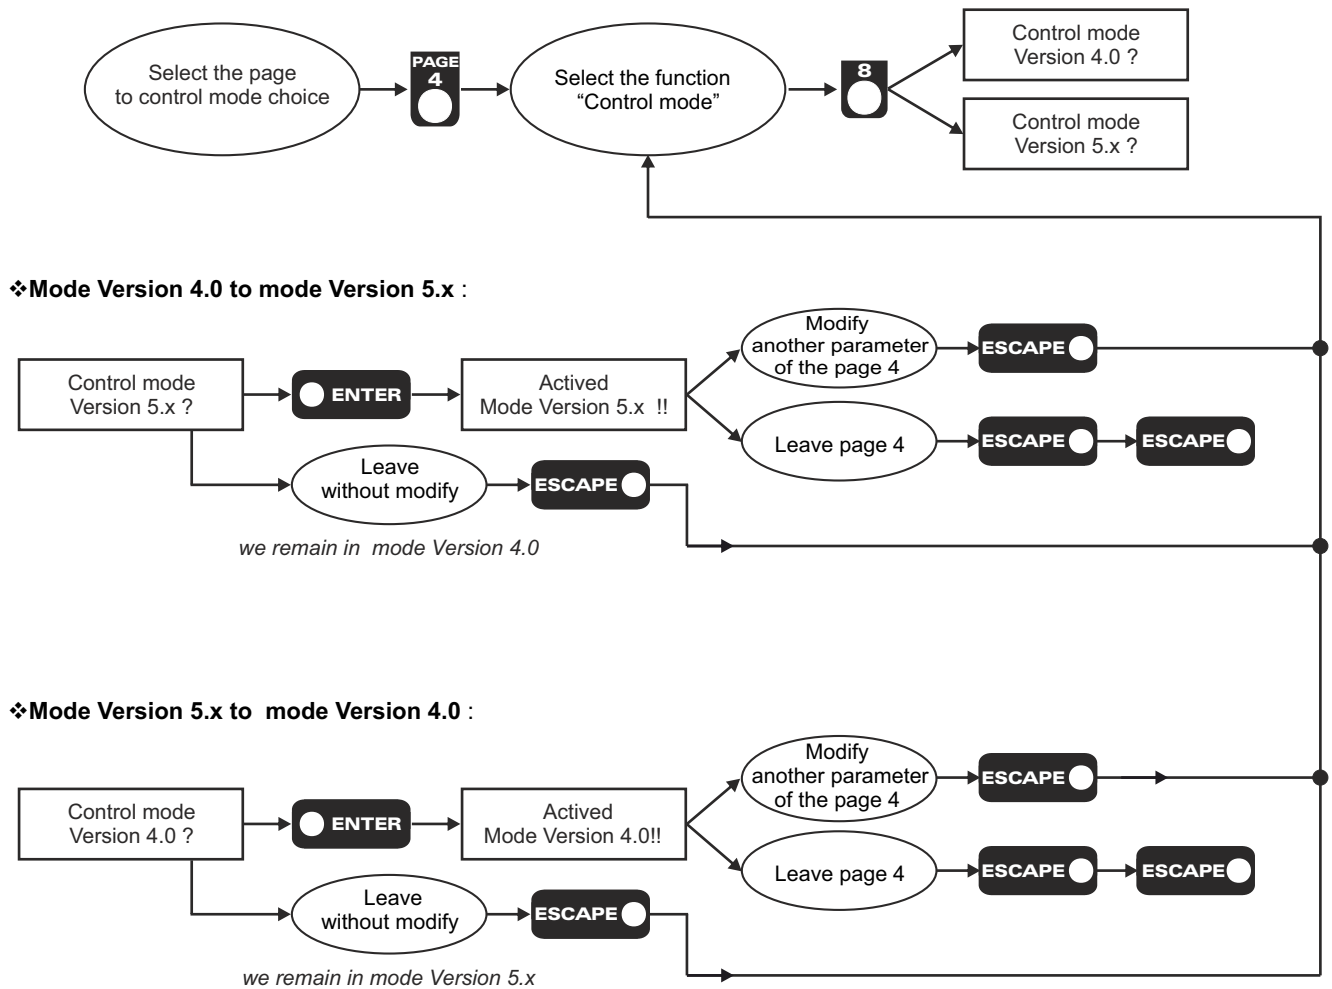 Select the page
to control mode choice
PAGE
4
Select the function
“Control mode”
8
Control mode
Version 4.0 ?
Control mode
Version 5.x ?
❖Mode Version 4.0 to mode Version 5.x :
Control mode
Version 5.x ?
ENTER
Actived
Mode Version 5.x !!
Modify
another parameter
of the page 4
ESCAPE
Leave page 4
ESCAPE
ESCAPE
Leave
without modify
ESCAPE
we remain in mode Version 4.0
❖Mode Version 5.x to mode Version 4.0 :
Control mode
Version 4.0 ?
ENTER
Actived
Mode Version 4.0!!
Modify
another parameter
of the page 4
ESCAPE
Leave page 4
ESCAPE
ESCAPE
Leave
without modify
ESCAPE
we remain in mode Version 5.x